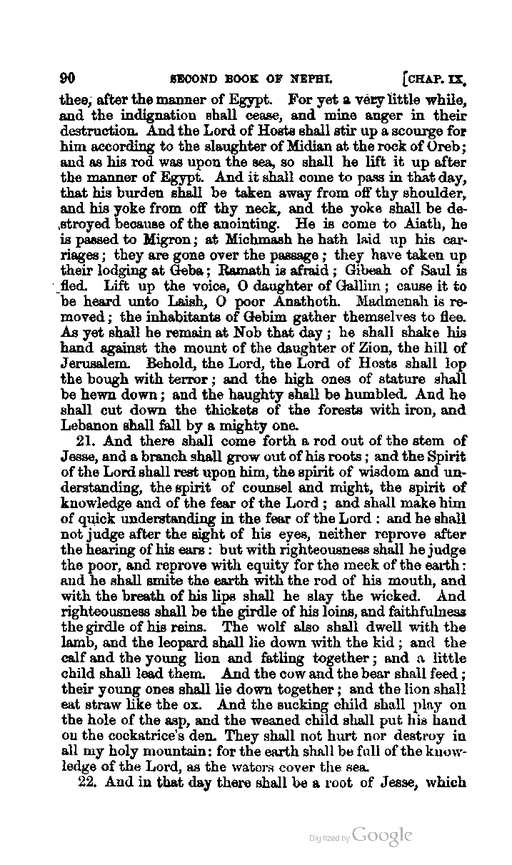 90 SECOND BOOK OF NEPHI. [CHAP. IX.
thee, after the manner of Egypt. For yet a very little while,
and the indignation shall cease, and mine anger in their
destruction. And the Lord of Hosts shall stir up a scourge for
him according to the slaughter of Midian at the rock of Oreb;
and as his rod was upon the sea, so shall he lift it up after
the manner of Egypt. And it shall come to pass in that day,
that his burden shall be taken away from off thy shoulder,
and his yoke from off thy neck, and the yoke shall be de-
stroyed because of the anointing. He is come to Aiath, he
is passed to Migron; at Michmash he hath laid up his car-
riages; they are gone over the passage; they have taken up
their lodging at Geba; Ramath is afraid; Gibeah of Saul is
fled. Lift up the voice, O daughter of Gallim; cause it to
be heard unto Laish, O poor Anathoth. Madmenah is re-
moved; the inhabitants of Gebim gather themselves to flee.
As yet shall he remain at Nob that day; he shall shake his
hand against the mount of the daughter of Zion, the hill of
Jerusalem. Behold, the Lord, the Lord of Hosts shall lop
the bough with terror; and the high ones of stature shall
be hewn down; and the haughty shall be humbled. And he
shall cut down the thickets of the forests with iron, and
Lebanon shall fall by a mighty one.
21. And there shall come forth a rod out of the stem of
Jesse, and a branch shall grow out of his roots; and the Spirit
of the Lord shall rest upon him, the spirit of wisdom and un-
derstanding, the spirit of counsel and might, the spirit of
knowledge and of the fear of the Lord; and shall make him
of quick understanding in the fear of the Lord: and he shall
not judge after the sight of his eyes, neither reprove after
the hearing of his ears: but with righteousness shall he judge
the poor, and reprove with equity for the meek of the earth:
and he shall smite the earth with the rod of his mouth, and
with the breath of his lips shall he slay the wicked. And
righteousness shall be the girdle of his loins, and faithfulness
the girdle of his reins. The wolf also shall dwell with the
lamb, and the leopard shall lie down with the kid; and the
calf and the young lion and fatling together; and a little
child shall lead them. And the cow and the bear shall feed;
their young ones shall lie down together; and the lion shall
eat straw like the ox. And the sucking child shall play on
the hole of the asp, and the weaned child shall put his hand
on the cockatrice's den. They shall not hurt nor destroy in
all my holy mountain: for the earth shall be full of the know-
ledge of the Lord, as the waters cover the sea.
22. And in that day there shall be a root of Jesse, which
Digitized by Google